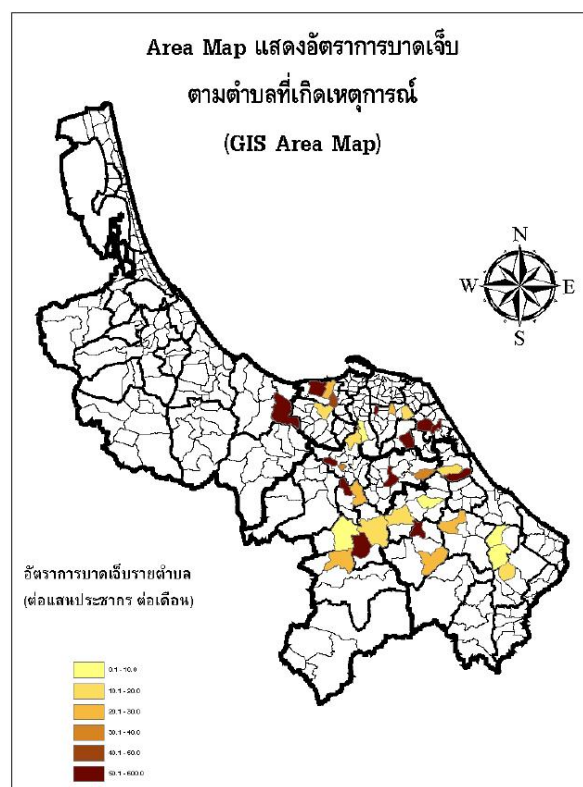 Area Map แสดงอัตราการบาดเจ็บ
ตามตำบลที่เกิดเหตุการณ์
(GIS Area Map)
N
W
E
S
อัตราการบาดเจ็บรายตำบล
(ต่อแสนประชากร ต่อเดือน)
0.1 - 10.0
10.1 - 20.0
20.1 - 30.0
30.1 - 40.0